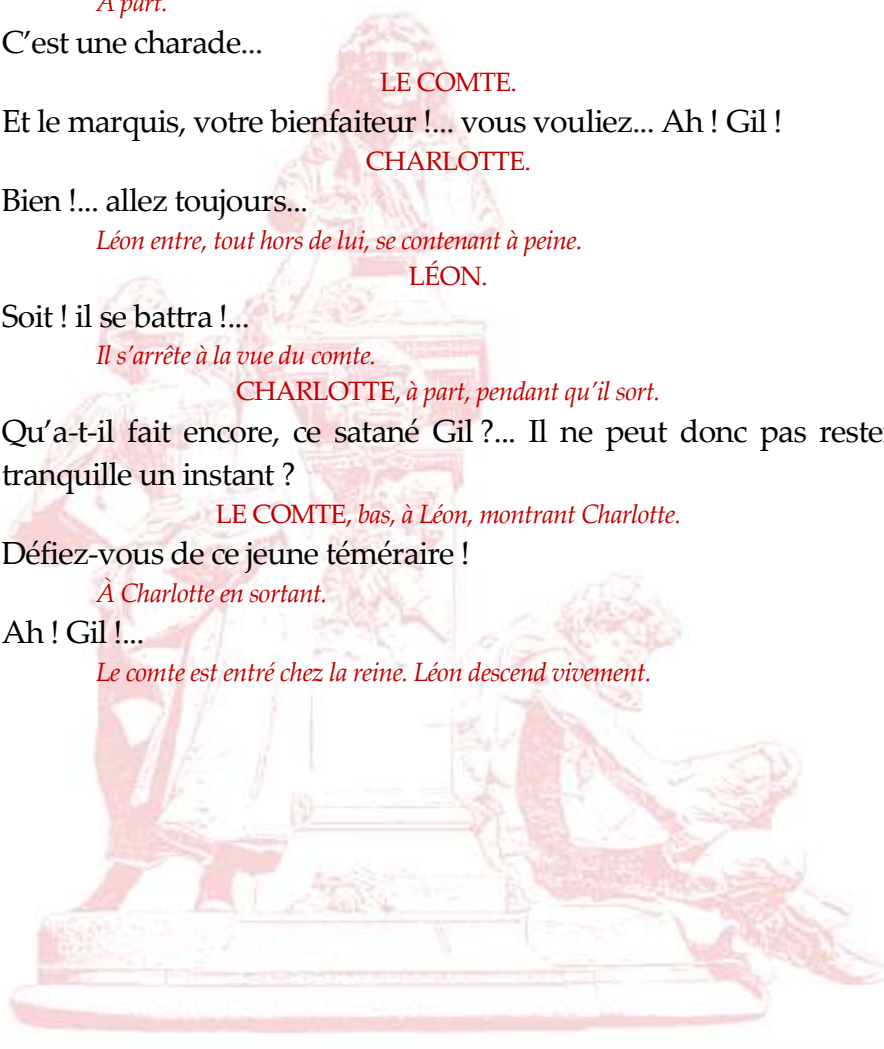 À part.
C’est une charade...
LE COMTE.
Et le marquis, votre bienfaiteur !... vous vouliez... Ah ! Gil !
CHARLOTTE.
Bien !... allez toujours...
Léon entre, tout hors de lui, se contenant à peine.
LÉON.
Soit ! il se battra !...
Il s’arrête à la vue du comte.
CHARLOTTE, à part, pendant qu’il sort.
Qu’a-t-il fait encore, ce satané Gil ?... Il ne peut donc pas rester
tranquille un instant ?
LE COMTE, bas, à Léon, montrant Charlotte.
Défiez-vous de ce jeune téméraire !
À Charlotte en sortant.
Ah ! Gil !...
Le comte est entré chez la reine. Léon descend vivement.